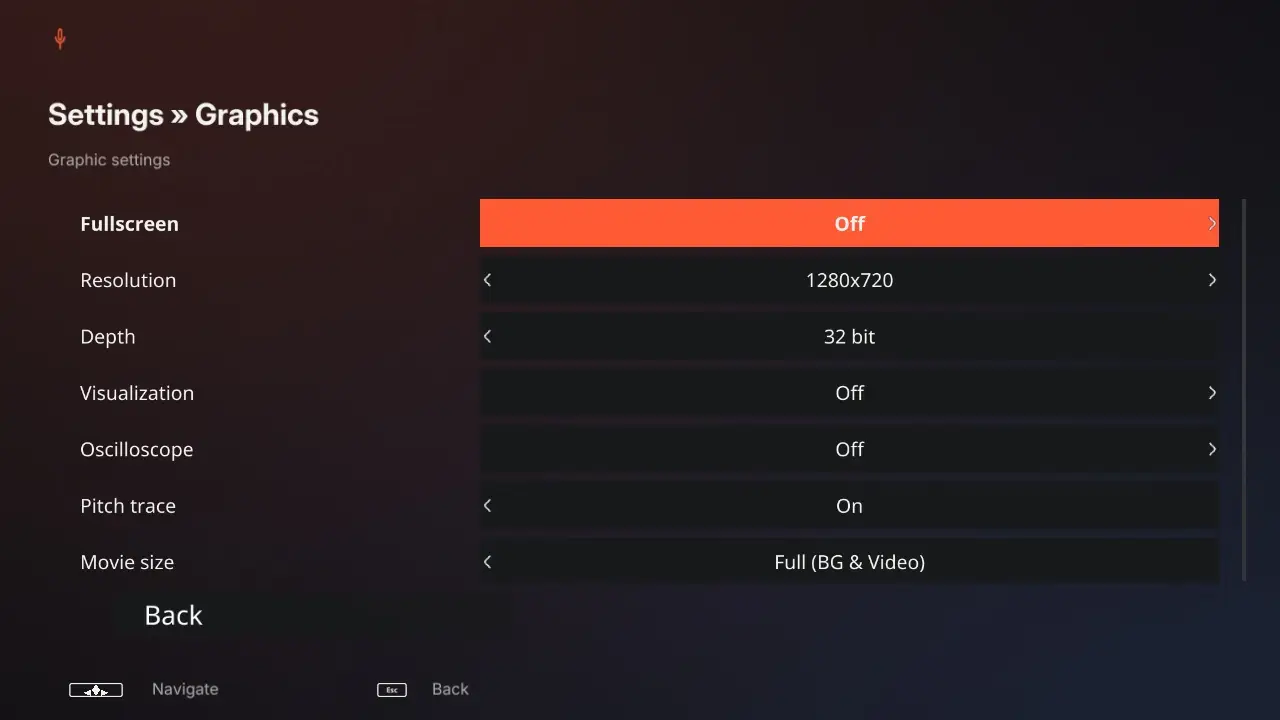 Settings » Graphics
Graphic settings
Fullscreen Off
Resolution 1280x720
Depth 32 bit
Visualization Off
Oscilloscope Off
Pitch trace On
Movie size Full (BG & Video)
Back
Navigate Esc Back